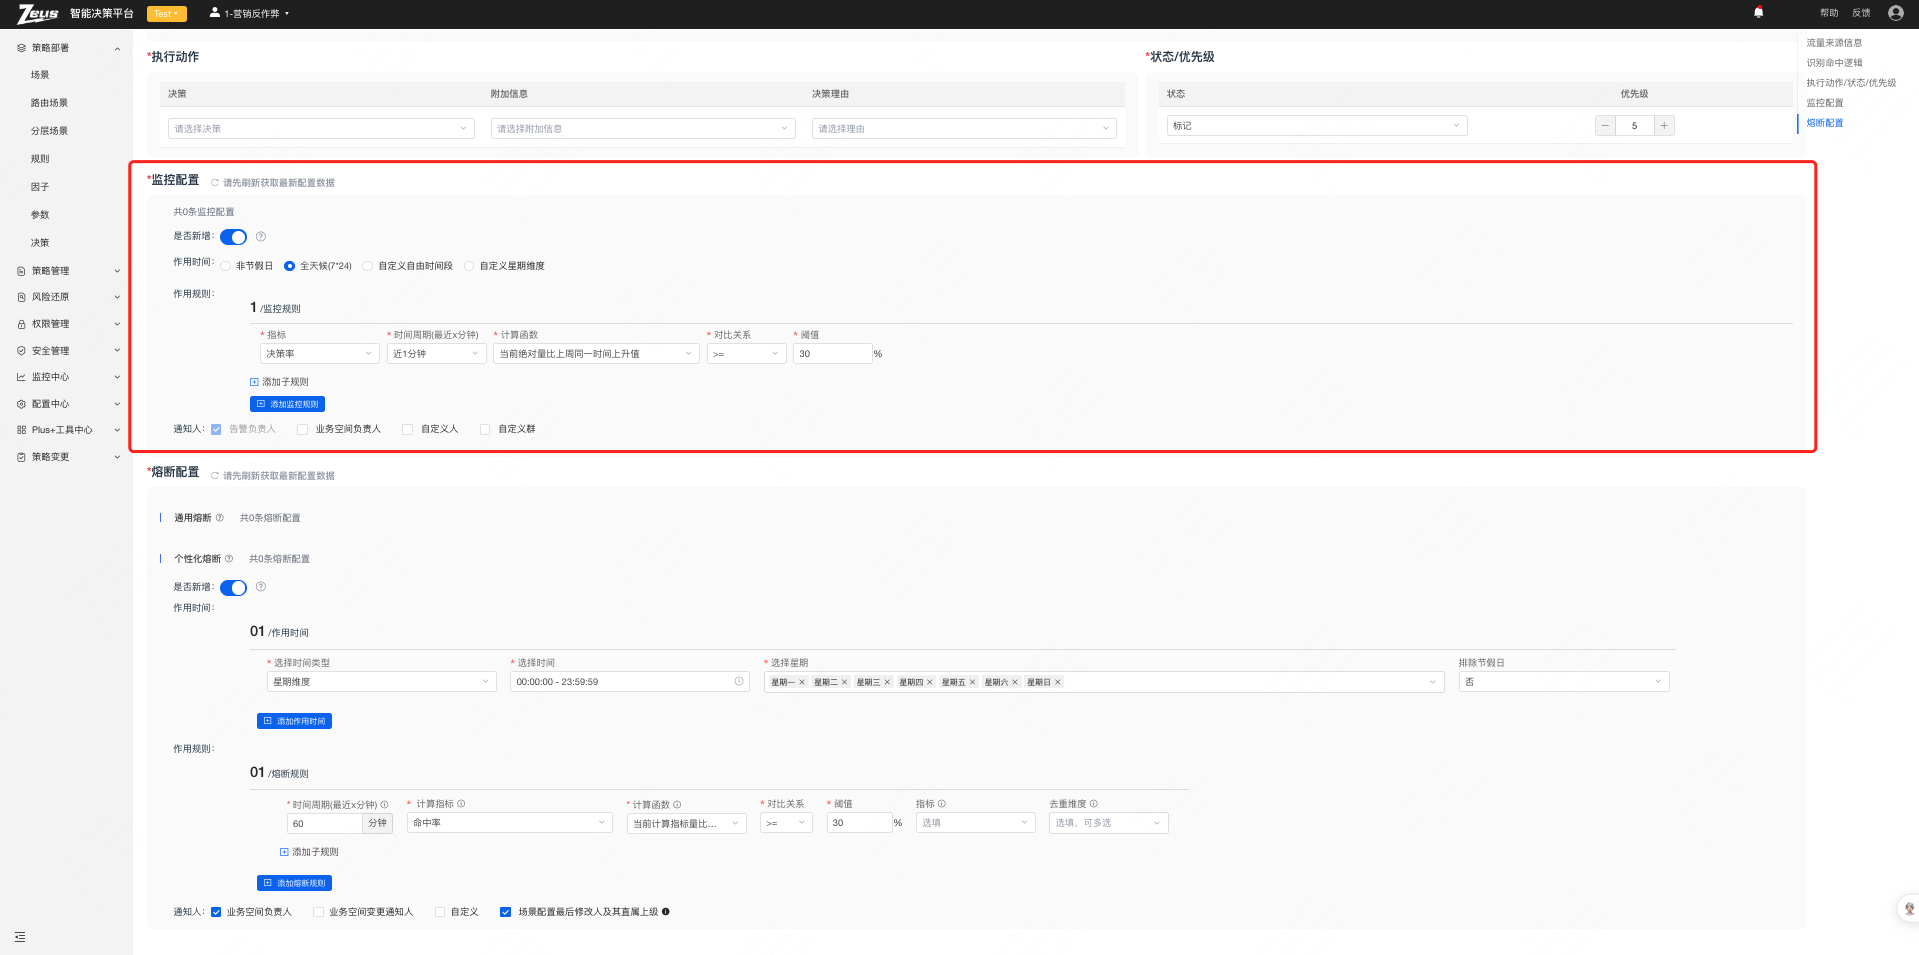 Zeus 智能决策平台 Test 1-营销反作弊 帮助 反馈
策略部署
场景
路由场景
分层场景
规则
因子
参数
决策
策略管理
风险还原
权限管理
安全管理
监控中心
配置中心
Plus+工具中心
策略变更
*执行动作
决策 附加信息 决策理由
请选择决策 请选择附加信息 请选择理由
*状态/优先级
状态 优先级
标记 － 5 +
流量来源信息
识别命中逻辑
执行动作/状态/优先级
监控配置
熔断配置
*监控配置 请先刷新获取最新配置数据
共0条监控配置
是否新增:
作用时间: 非节假日 全天候(7*24) 自定义自由时间段 自定义星期维度
作用规则:
1 /监控规则
* 指标 * 时间周期(最近x分钟) * 计算函数 * 对比关系 * 阈值
决策率 近1分钟 当前绝对量比上周同一时间上升值 >= 30 %
添加子规则
添加监控规则
通知人: 告警负责人 业务空间负责人 自定义人 自定义群
*熔断配置 请先刷新获取最新配置数据
通用熔断 共0条熔断配置
个性化熔断 共0条熔断配置
是否新增:
作用时间:
01 /作用时间
* 选择时间类型 * 选择时间 * 选择星期 排除节假日
星期维度 00:00:00 - 23:59:59 星期一 × 星期二 × 星期三 × 星期四 × 星期五 × 星期六 × 星期日 × 否
添加作用时间
作用规则:
01 /熔断规则
* 时间周期(最近x分钟) * 计算指标 * 计算函数 * 对比关系 * 阈值 指标 去重维度
60 分钟 命中率 当前计算指标量比... >= 30 % 选填 选填，可多选
添加子规则
添加熔断规则
通知人: 业务空间负责人 业务空间变更通知人 自定义 场景配置最后修改人及其直属上级